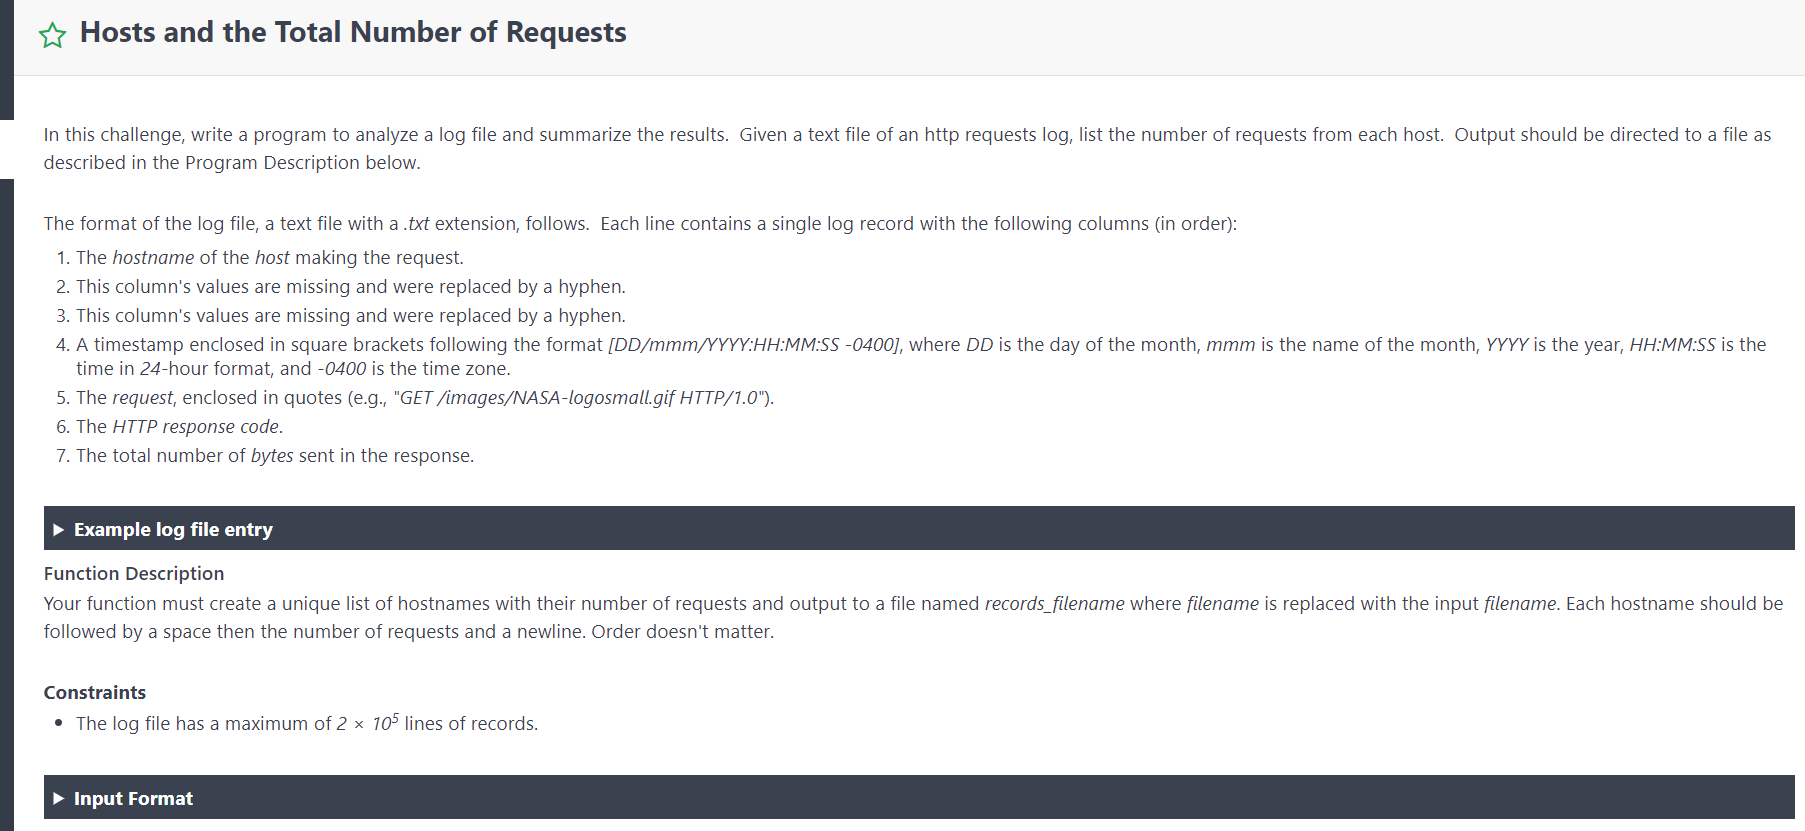 Hosts and the Total Number of Requests
In this challenge, write a program to analyze a log file and summarize the results.  Given a text file of an http requests log, list the number of requests from each host.  Output should be directed to a file as
described in the Program Description below.
The format of the log file, a text file with a .txt extension, follows.  Each line contains a single log record with the following columns (in order):
1. The hostname of the host making the request.
2. This column's values are missing and were replaced by a hyphen.
3. This column's values are missing and were replaced by a hyphen.
4. A timestamp enclosed in square brackets following the format [DD/mmm/YYYY:HH:MM:SS -0400], where DD is the day of the month, mmm is the name of the month, YYYY is the year, HH:MM:SS is the
time in 24-hour format, and -0400 is the time zone.
5. The request, enclosed in quotes (e.g., "GET /images/NASA-logosmall.gif HTTP/1.0").
6. The HTTP response code.
7. The total number of bytes sent in the response.
▶ Example log file entry
Function Description
Your function must create a unique list of hostnames with their number of requests and output to a file named records_filename where filename is replaced with the input filename. Each hostname should be
followed by a space then the number of requests and a newline. Order doesn't matter.
Constraints
• The log file has a maximum of 2 × 10⁵ lines of records.
▶ Input Format